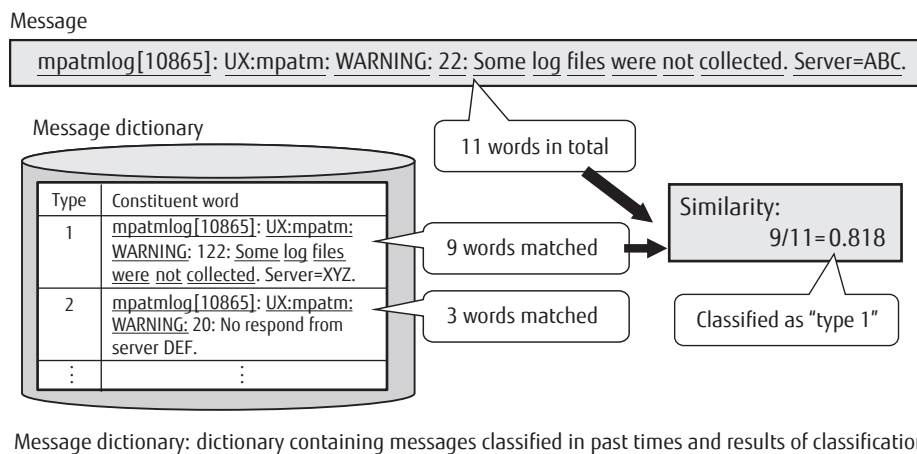 Message
mpatmlog[10865]: UX:mpatm: WARNING: 22: Some log files were not collected. Server=ABC.
Message dictionary
11 words in total
Type Constituent word
1 mpatmlog[10865]: UX:mpatm:
WARNING: 122: Some log files
were not collected. Server=XYZ.
9 words matched
Similarity:
9/11=0.818
2 mpatmlog[10865]: UX:mpatm:
WARNING: 20: No respond from
server DEF.
3 words matched
Classified as “type 1”
⋮ ⋮
Message dictionary: dictionary containing messages classified in past times and results of classification